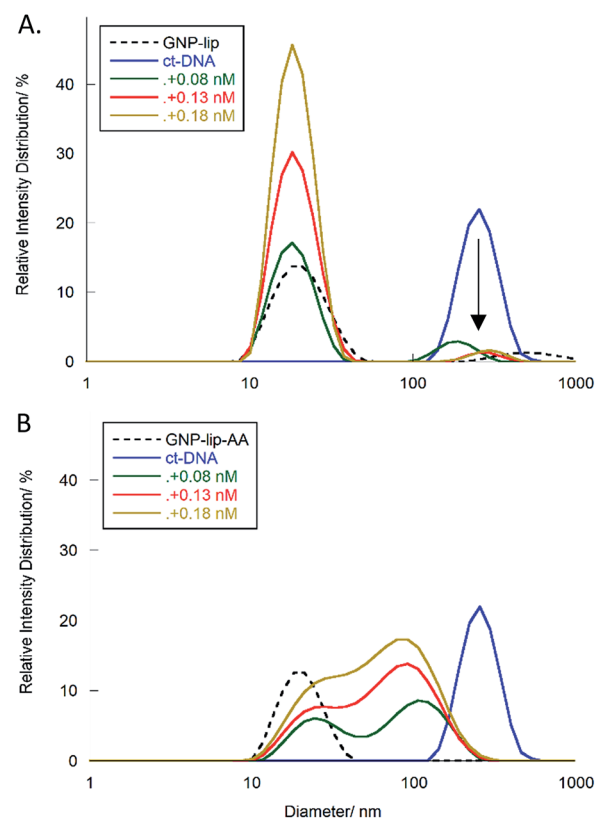 A.
GNP-lip
ct-DNA
.+0.08 nM
.+0.13 nM
.+0.18 nM
Relative Intensity Distribution/ %
40
30
20
10
0
1
10
100
1000
B
GNP-lip-AA
ct-DNA
.+0.08 nM
.+0.13 nM
.+0.18 nM
Relative Intensity Distribution/ %
40
30
20
10
0
1
10
100
1000
Diameter/ nm